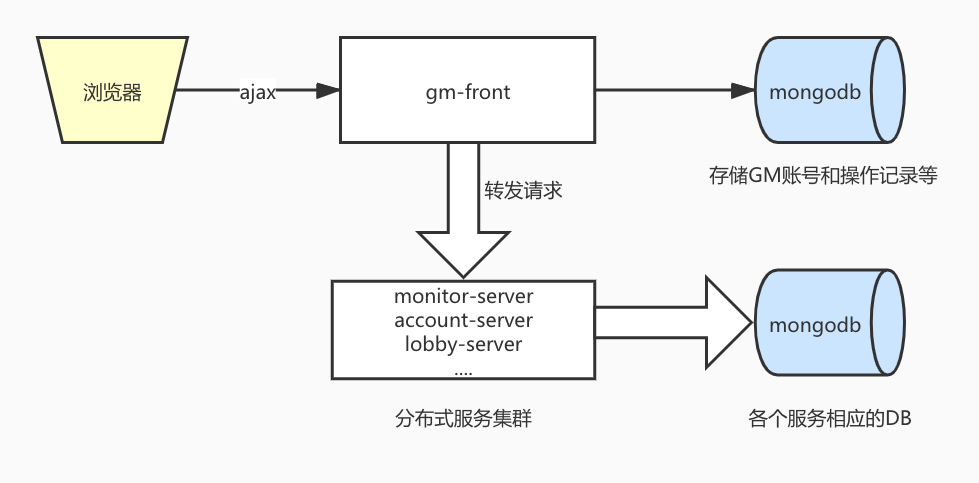 浏览器
ajax
gm-front
mongodb
存储GM账号和操作记录等
转发请求
monitor-server
account-server
lobby-server
....
mongodb
分布式服务集群
各个服务相应的DB